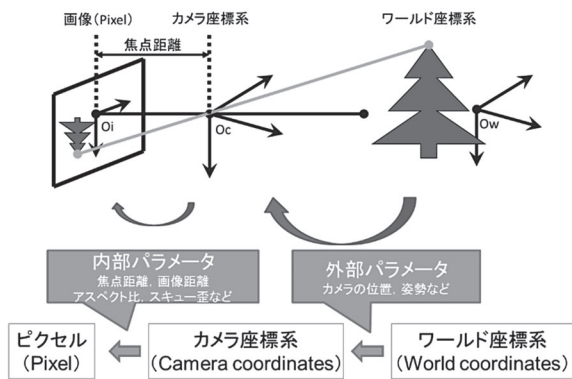 画像(Pixel)
カメラ座標系
ワールド座標系
焦点距離
Oi
Oc
Ow
内部パラメータ
焦点距離, 画像距離
アスペクト比, スキュー歪など
外部パラメータ
カメラの位置, 姿勢など
ピクセル
(Pixel)
カメラ座標系
(Camera coordinates)
ワールド座標系
(World coordinates)